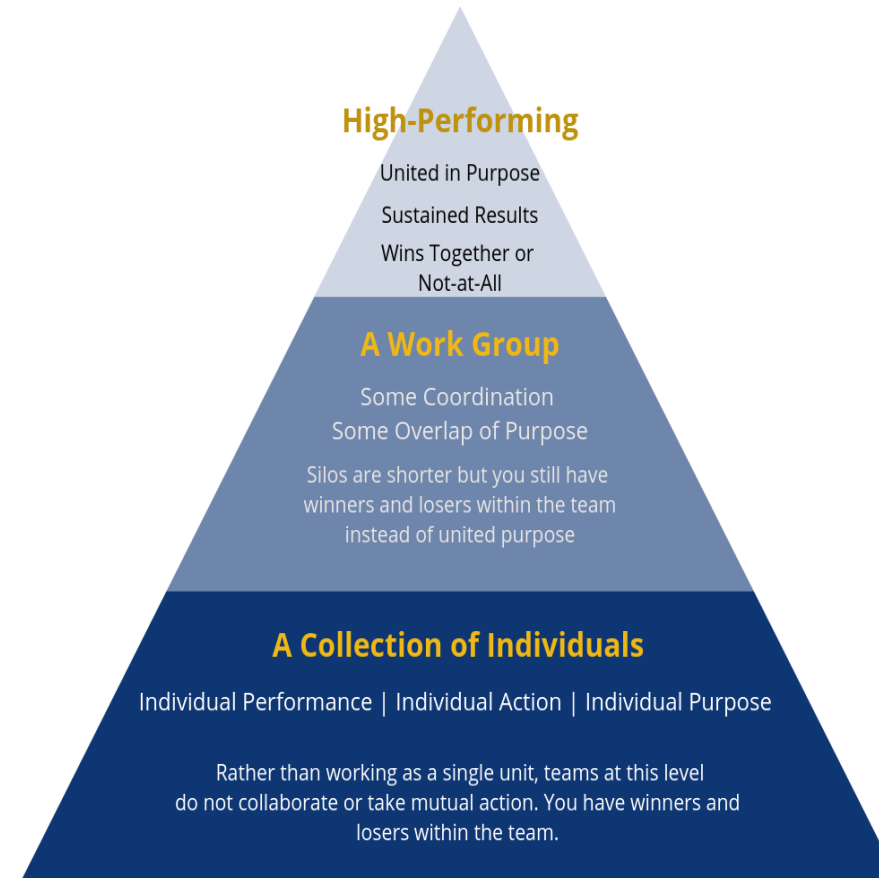 High-Performing
United in Purpose
Sustained Results
Wins Together or
Not-at-All
A Work Group
Some Coordination
Some Overlap of Purpose
Silos are shorter but you still have
winners and losers within the team
instead of united purpose
A Collection of Individuals
Individual Performance | Individual Action | Individual Purpose
Rather than working as a single unit, teams at this level
do not collaborate or take mutual action. You have winners and
losers within the team.